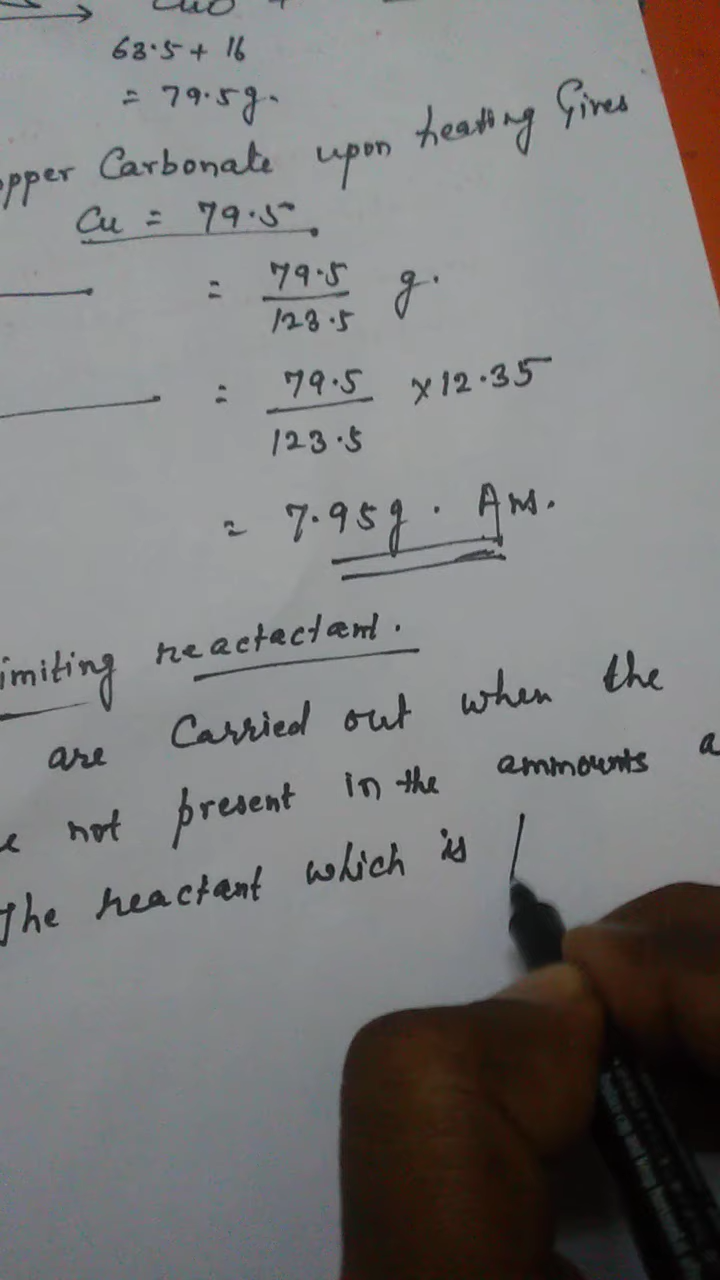 CuO +
63.5 + 16
= 79.5g.
opper Carbonate upon heating Gives
Cu = 79.5
= 79.5 / 123.5 g.
= 79.5 / 123.5 × 12.35
= 7.95g. Ans.
imiting reactactant.
are Carried out when the
e not present in the ammounts a
The reactant which is